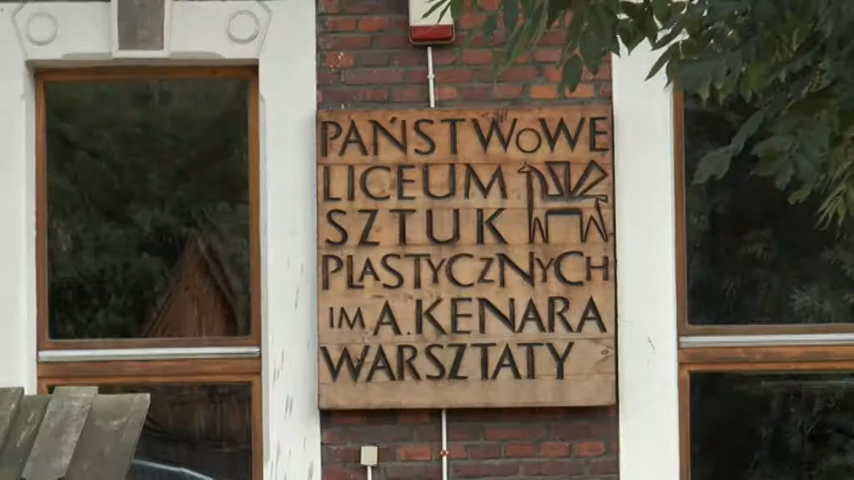 PAŃSTWOWE
LICEUM
SZTUK
PLASTYCZNYCH
IM A. KENARA
WARSZTATY